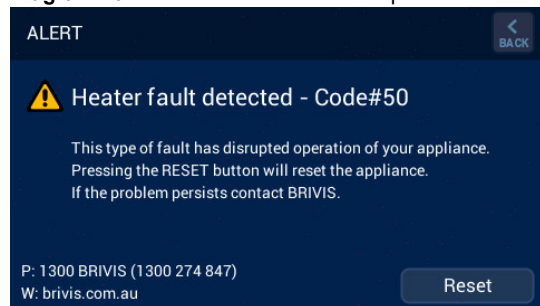 ALERT
BACK
Heater fault detected - Code#50
This type of fault has disrupted operation of your appliance.
Pressing the RESET button will reset the appliance.
If the problem persists contact BRIVIS.
P: 1300 BRIVIS (1300 274 847)
W: brivis.com.au
Reset